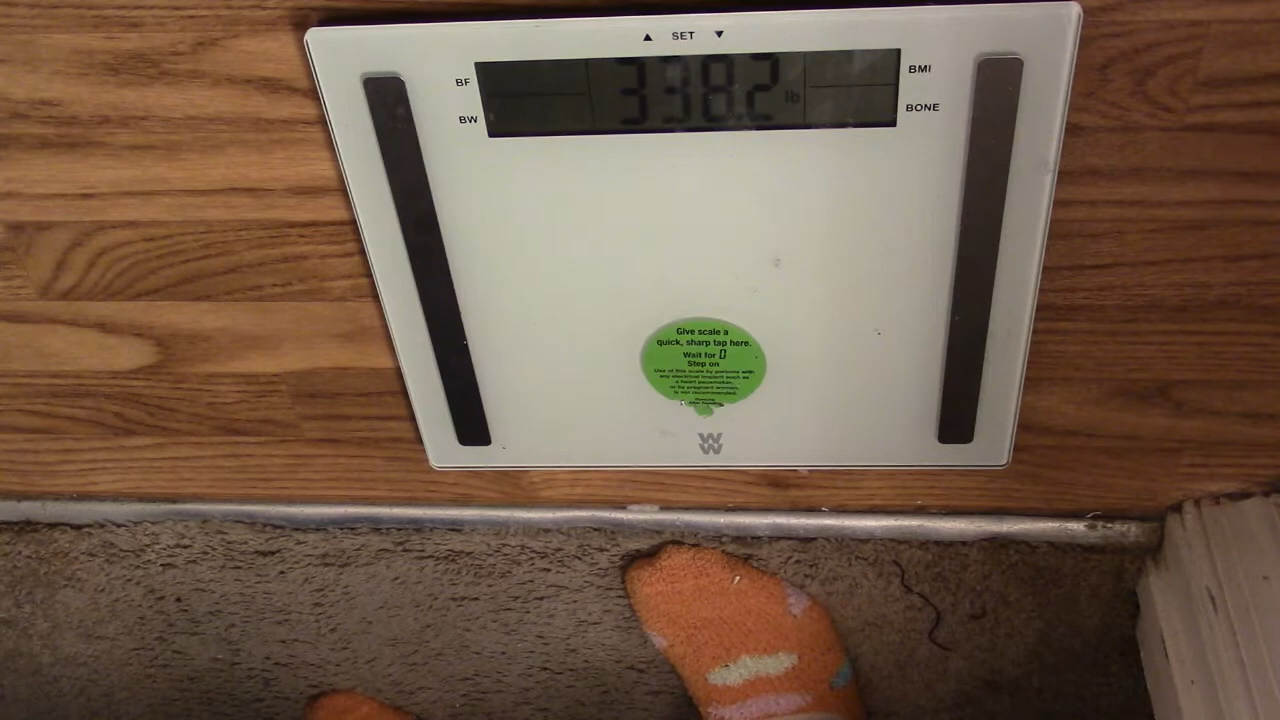 ▲ SET ▼
BF 338.2 lb BMI
BW BONE
Give scale a
quick, sharp tap here.
Wait for 0
Step on
Use of this scale by persons with
any electrical implant such as
a heart pacemaker,
or by pregnant women,
is not recommended.
WW